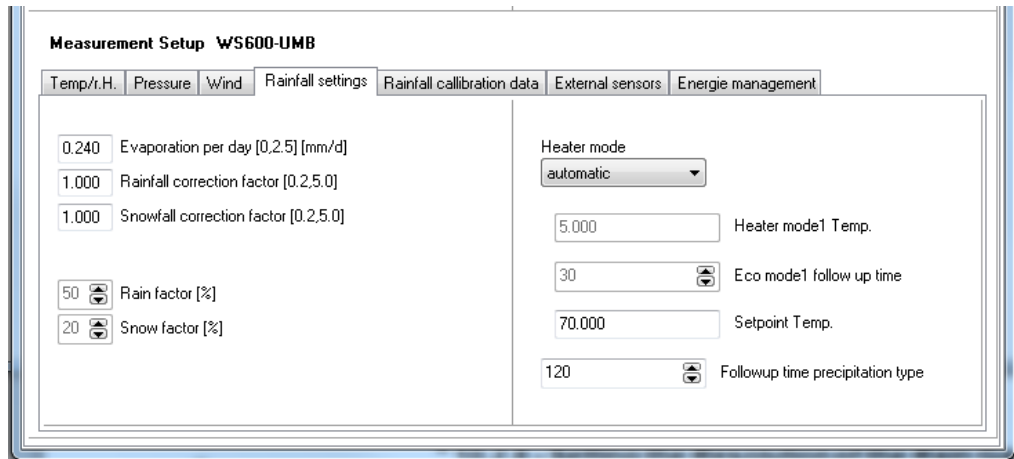 Measurement Setup WS600-UMB
Temp/r.H. Pressure Wind Rainfall settings Rainfall callibration data External sensors Energie management
0.240 Evaporation per day [0,2.5] [mm/d]
1.000 Rainfall correction factor [0.2,5.0]
1.000 Snowfall correction factor [0.2,5.0]
50 Rain factor [%]
20 Snow factor [%]
Heater mode
automatic
5.000 Heater mode1 Temp.
30 Eco mode1 follow up time
70.000 Setpoint Temp.
120 Followup time precipitation type